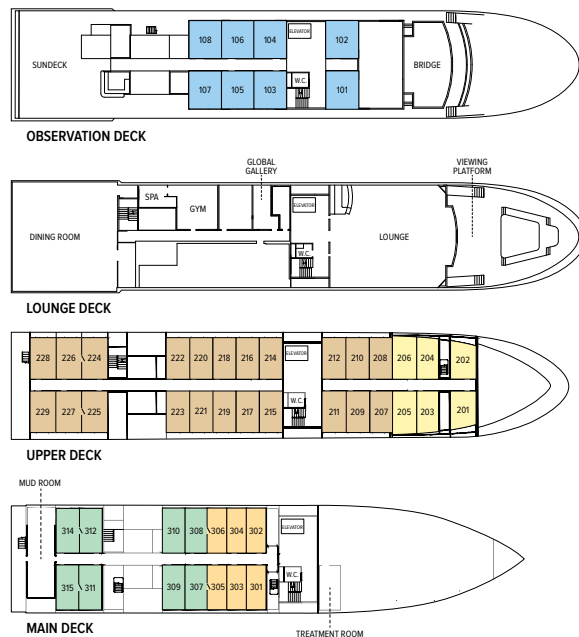 108 106 104 ELEVATOR 102
SUNDECK BRIDGE
W.C.
107 105 103 101
OBSERVATION DECK
GLOBAL
GALLERY
VIEWING
PLATFORM
SPA
GYM
ELEVATOR
DINING ROOM LOUNGE
W.C.
LOUNGE DECK
228 226 224 222 220 218 216 214 ELEVATOR 212 210 208 206 204 202
W.C.
229 227 225 223 221 219 217 215 211 209 207 205 203 201
UPPER DECK
MUD ROOM
314 312 310 308 306 304 302 ELEVATOR
W.C.
315 311 309 307 305 303 301
MAIN DECK
TREATMENT ROOM